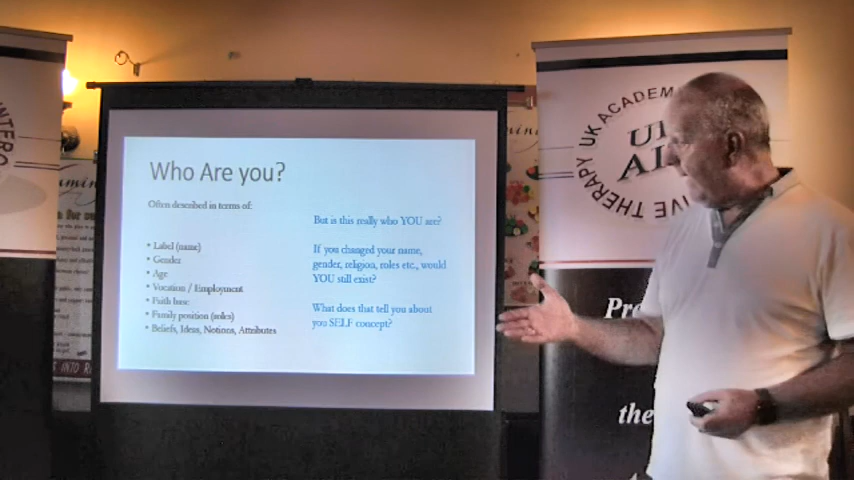 Who Are you?
Often described in terms of:
• Label (name)
• Gender
• Age
• Vocation / Employment
• Faith base
• Family position (roles)
• Beliefs, Ideas, Notions, Attributes
But is this really who YOU are?
If you changed your name,
gender, religion, roles etc., would
YOU still exist?
What does that tell you about
you SELF concept?
UK ACADEM
THERAPY
the